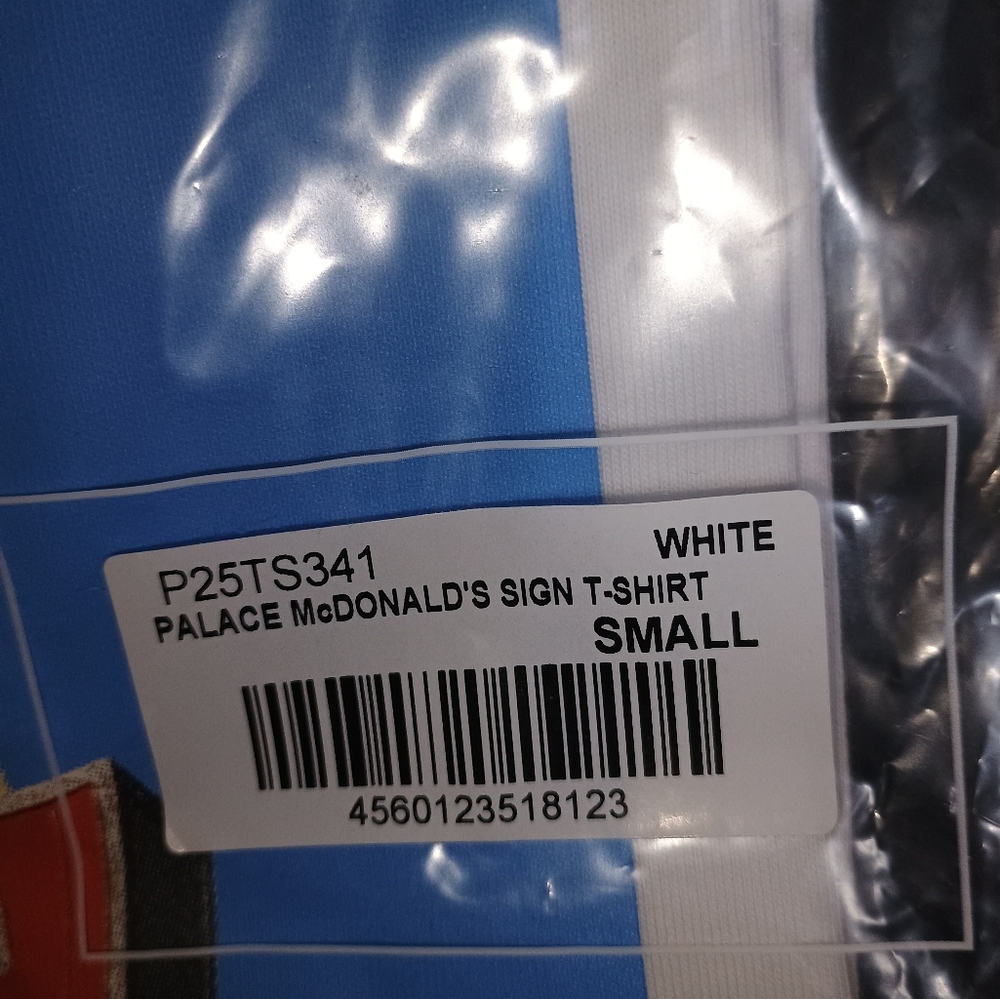 P25TS341 WHITE
PALACE McDONALD'S SIGN T-SHIRT
SMALL
4560123518123